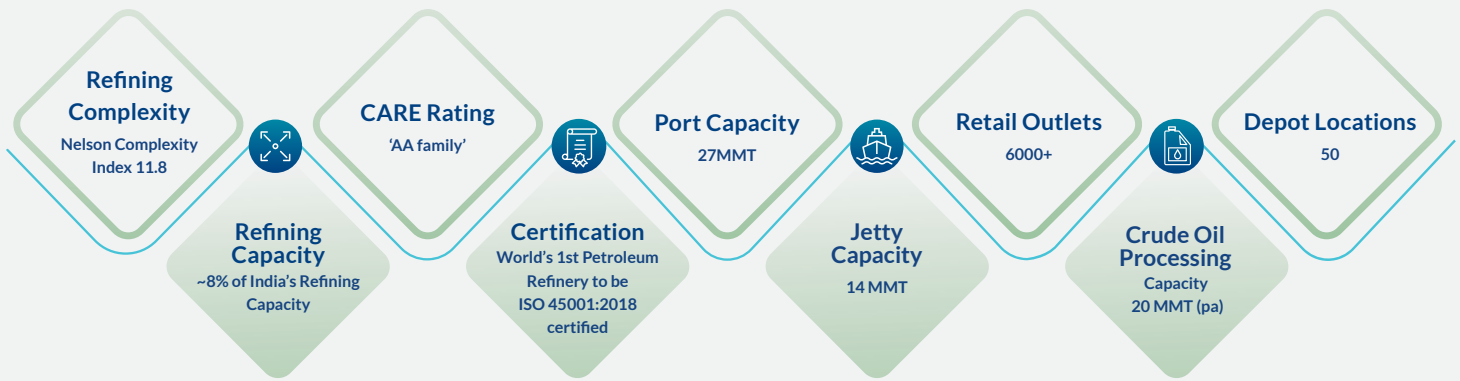 Refining
Complexity
Nelson Complexity
Index 11.8
Refining
Capacity
~8% of India's Refining
Capacity
CARE Rating
‘AA family’
Certification
World's 1st Petroleum
Refinery to be
ISO 45001:2018
certified
Port Capacity
27MMT
Jetty
Capacity
14 MMT
Retail Outlets
6000+
Crude Oil
Processing
Capacity
20 MMT (pa)
Depot Locations
50